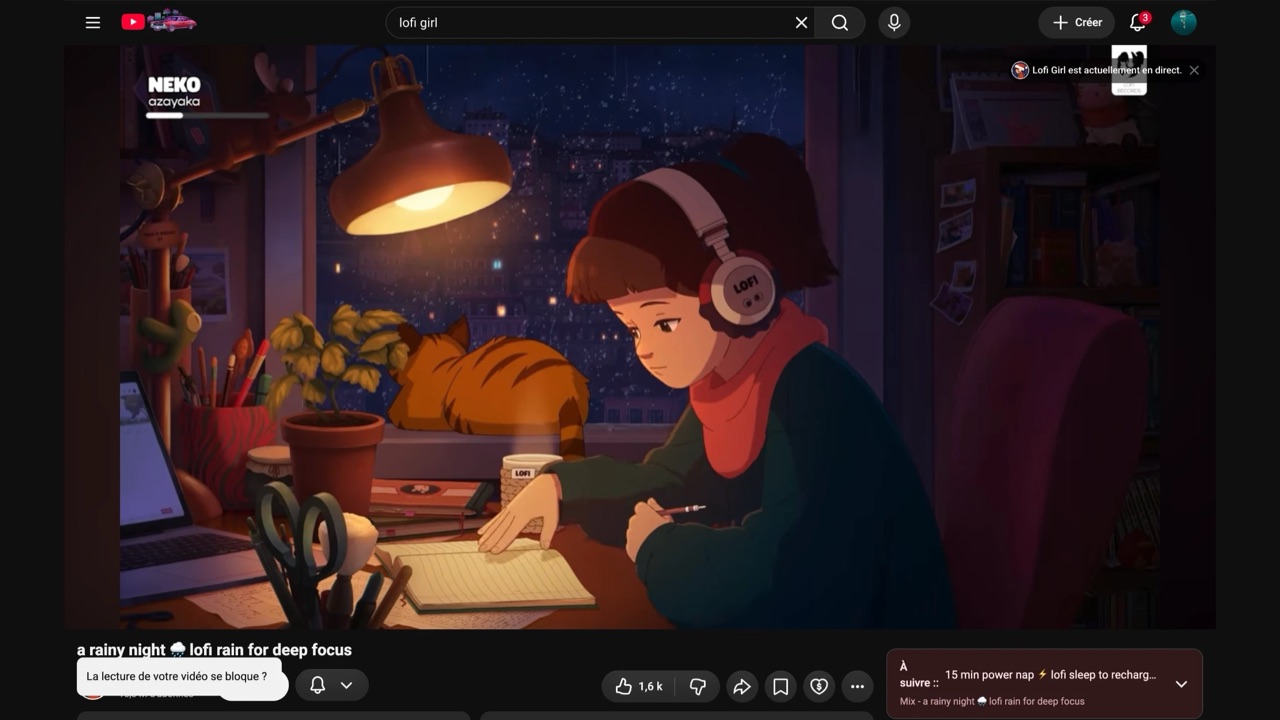 lofi girl
Créer
3
NEKO
azayaka
Lofi Girl est actuellement en direct.
RECORDS
LOFI
LOFI
a rainy night 🌧️ lofi rain for deep focus
La lecture de votre vidéo se bloque ?
1,6 k
À suivre :: 15 min power nap ⚡ lofi sleep to recharg…
Mix - a rainy night 🌧️ lofi rain for deep focus